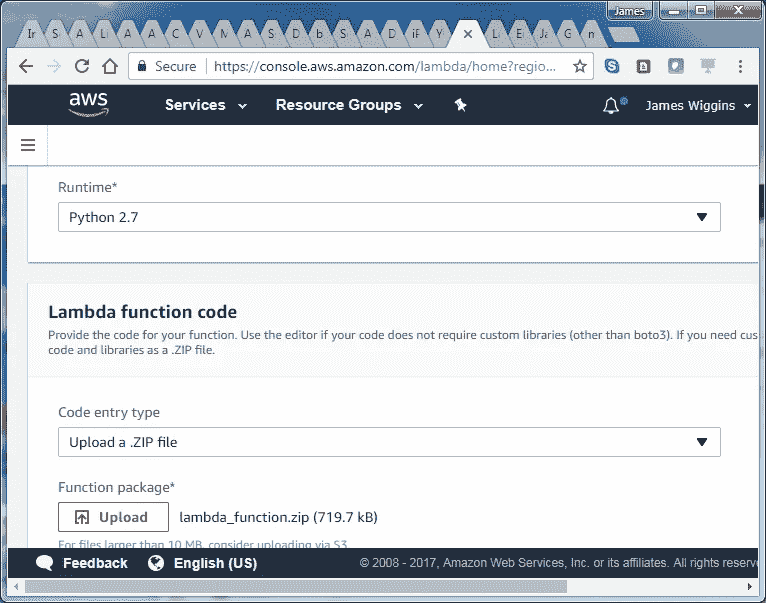 James
Ir S A Li A A C V M A S D b S A D iF Y Li E Ja G n
Secure https://console.aws.amazon.com/lambda/home?regio...
aws Services Resource Groups James Wiggins
Runtime*
Python 2.7
Lambda function code
Provide the code for your function. Use the editor if your code does not require custom libraries (other than boto3). If you need cus
code and libraries as a .ZIP file.
Code entry type
Upload a .ZIP file
Function package*
Upload lambda_function.zip (719.7 kB)
For files larger than 10 MB, consider uploading via S3.
Feedback English (US) © 2008 - 2017, Amazon Web Services, Inc. or its affiliates. All rights reserve